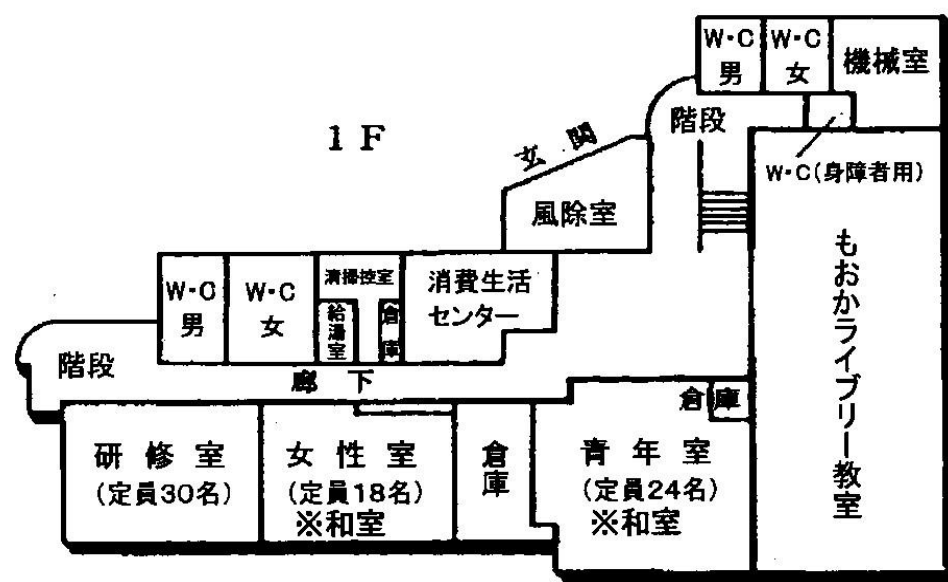 W・C
男
W・C
女
機械室
階段
1F
玄関
W・C(身障者用)
風除室
もおかライブリー教室
清掃控室
消費生活
センター
W・C
男
W・C
女
給湯室
倉庫
階段
廊下
倉庫
研修室
(定員30名)
女性室
(定員18名)
※和室
倉庫
青年室
(定員24名)
※和室